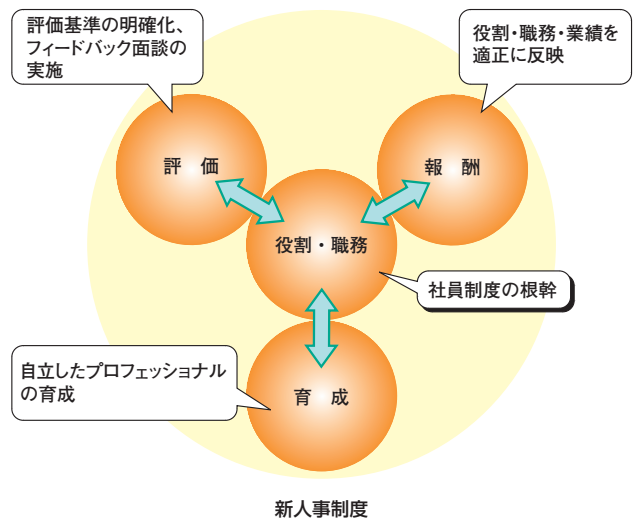 評価基準の明確化、
フィードバック面談の
実施
役割・職務・業績を
適正に反映
評 価
報 酬
役割・職務
社員制度の根幹
自立したプロフェッショナル
の育成
育 成
新人事制度